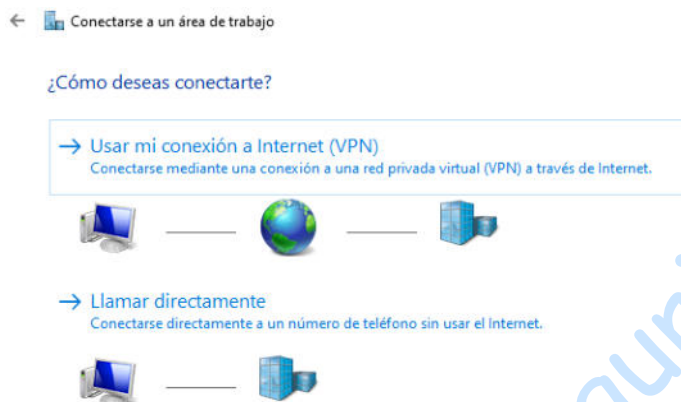 Conectarse a un área de trabajo
¿Cómo deseas conectarte?
Usar mi conexión a Internet (VPN)
Conectarse mediante una conexión a una red privada virtual (VPN) a través de Internet.
Llamar directamente
Conectarse directamente a un número de teléfono sin usar el Internet.